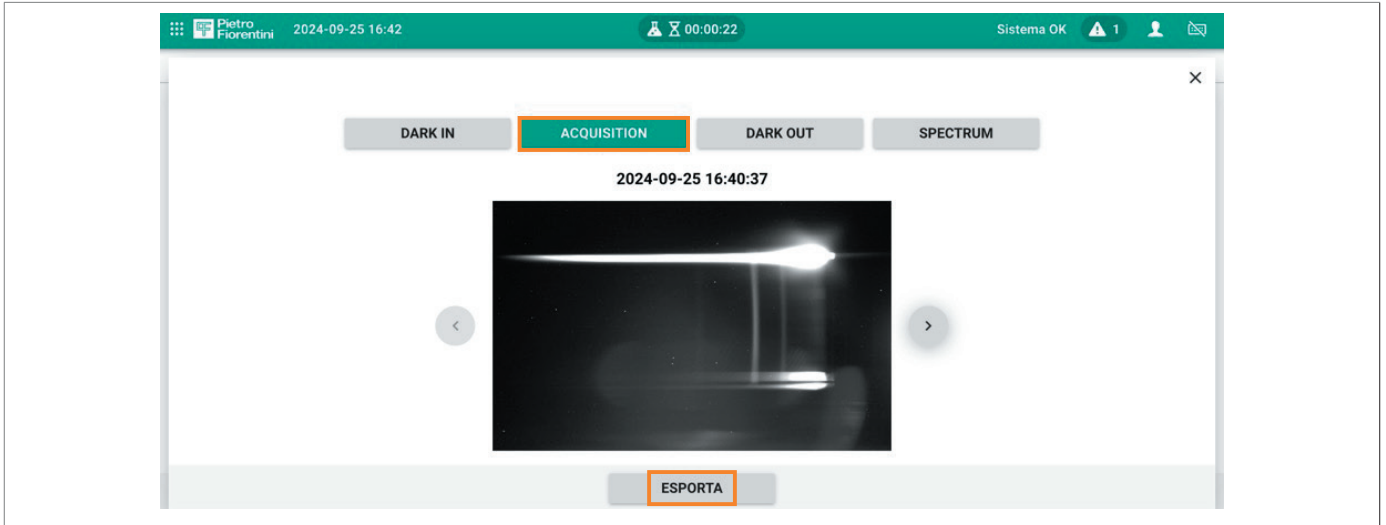 Pietro
Fiorentini
2024-09-25 16:42
00:00:22
Sistema OK
1
DARK IN
ACQUISITION
DARK OUT
SPECTRUM
2024-09-25 16:40:37
ESPORTA